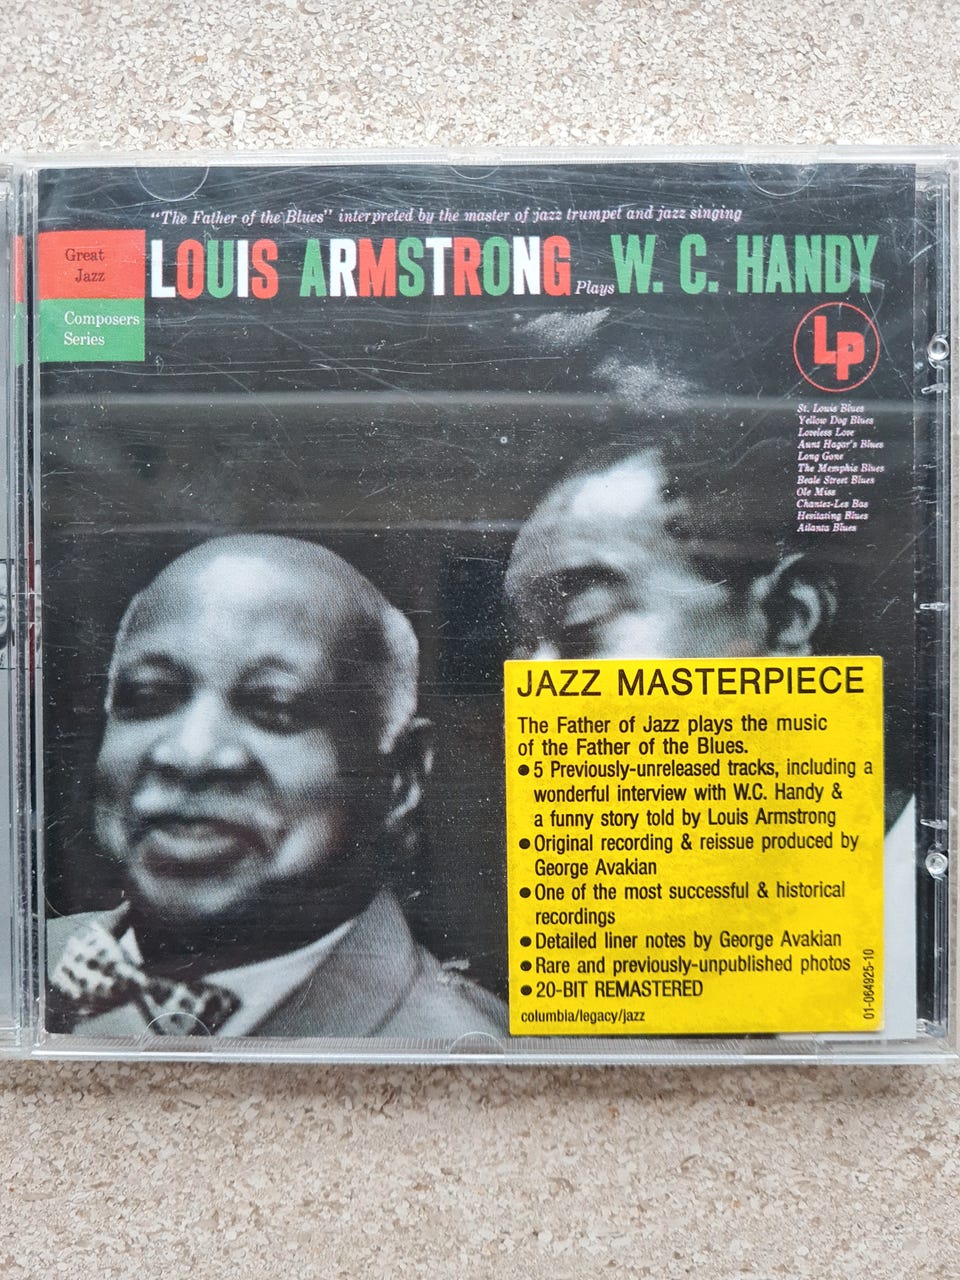 "The Father of the Blues" interpreted by the master of jazz trumpet and jazz singing
Great
Jazz
Composers
Series
LOUIS ARMSTRONG Plays W. C. HANDY
LP
St. Louis Blues
Yellow Dog Blues
Loveless Love
Aunt Hagar's Blues
Long Gone
The Memphis Blues
Beale Street Blues
Ole Miss
Chantez-Les Bas
Hesitating Blues
Atlanta Blues
JAZZ MASTERPIECE
The Father of Jazz plays the music
of the Father of the Blues.
● 5 Previously-unreleased tracks, including a
wonderful interview with W.C. Handy &
a funny story told by Louis Armstrong
● Original recording & reissue produced by
George Avakian
● One of the most successful & historical
recordings
● Detailed liner notes by George Avakian
● Rare and previously-unpublished photos
● 20-BIT REMASTERED
columbia/legacy/jazz
01-064925-10